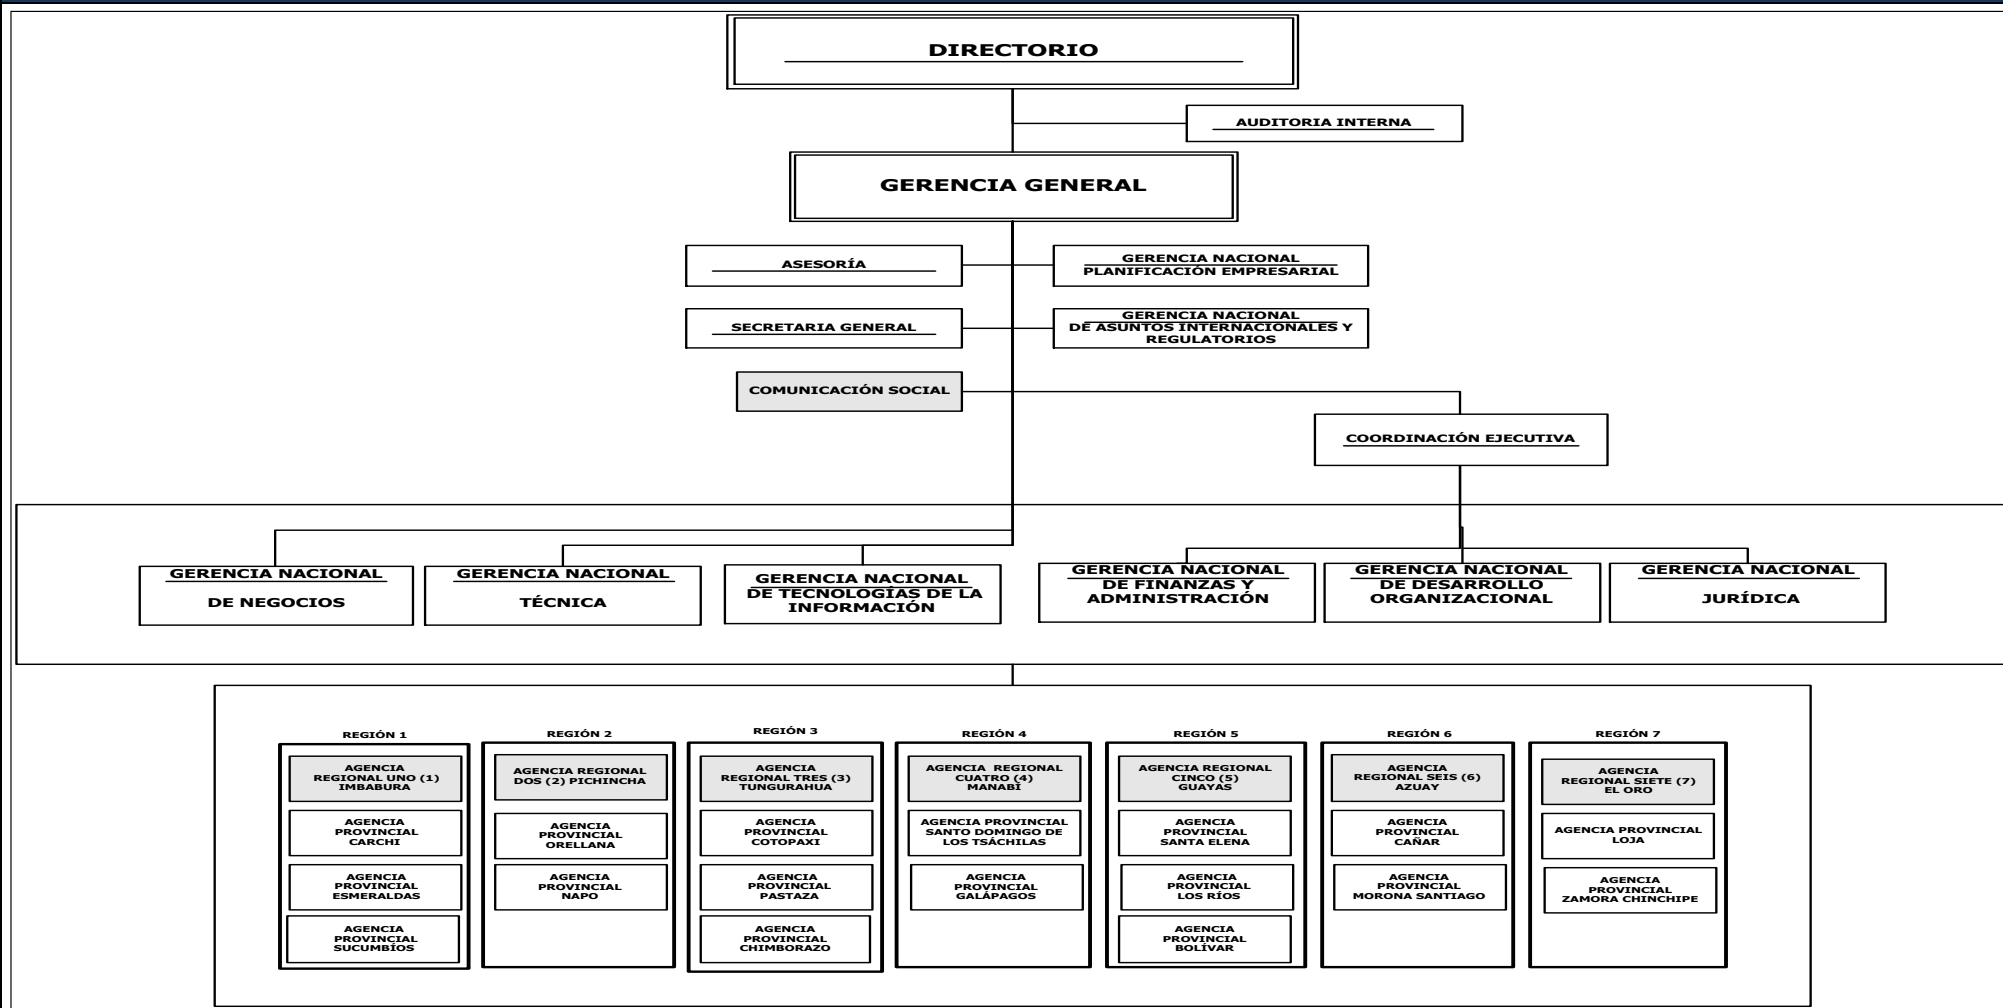 DIRECTORIO
AUDITORIA INTERNA
GERENCIA GENERAL
ASESORÍA
GERENCIA NACIONAL
PLANIFICACIÓN EMPRESARIAL
SECRETARIA GENERAL
GERENCIA NACIONAL
DE ASUNTOS INTERNACIONALES Y
REGULATORIOS
COMUNICACIÓN SOCIAL
COORDINACIÓN EJECUTIVA
GERENCIA NACIONAL
DE NEGOCIOS
GERENCIA NACIONAL
TÉCNICA
GERENCIA NACIONAL
DE TECNOLOGÍAS DE LA
INFORMACIÓN
GERENCIA NACIONAL
DE FINANZAS Y
ADMINISTRACIÓN
GERENCIA NACIONAL
DE DESARROLLO
ORGANIZACIONAL
GERENCIA NACIONAL
JURÍDICA
REGIÓN 1
AGENCIA
REGIONAL UNO (1)
IMBABURA
AGENCIA
PROVINCIAL
CARCHI
AGENCIA
PROVINCIAL
ESMERALDAS
AGENCIA
PROVINCIAL
SUCUMBÍOS
REGIÓN 2
AGENCIA REGIONAL
DOS (2) PICHINCHA
AGENCIA
PROVINCIAL
ORELLANA
AGENCIA
PROVINCIAL
NAPO
REGIÓN 3
AGENCIA
REGIONAL TRES (3)
TUNGURAHUA
AGENCIA
PROVINCIAL
COTOPAXI
AGENCIA
PROVINCIAL
PASTAZA
AGENCIA
PROVINCIAL
CHIMBORAZO
REGIÓN 4
AGENCIA REGIONAL
CUATRO (4)
MANABÍ
AGENCIA PROVINCIAL
SANTO DOMINGO DE
LOS TSÁCHILAS
AGENCIA
PROVINCIAL
GALÁPAGOS
REGIÓN 5
AGENCIA REGIONAL
CINCO (5)
GUAYAS
AGENCIA
PROVINCIAL
SANTA ELENA
AGENCIA
PROVINCIAL
LOS RÍOS
AGENCIA
PROVINCIAL
BOLÍVAR
REGIÓN 6
AGENCIA
REGIONAL SEIS (6)
AZUAY
AGENCIA
PROVINCIAL
CAÑAR
AGENCIA
PROVINCIAL
MORONA SANTIAGO
REGIÓN 7
AGENCIA
REGIONAL SIETE (7)
EL ORO
AGENCIA PROVINCIAL
LOJA
AGENCIA
PROVINCIAL
ZAMORA CHINCHIPE